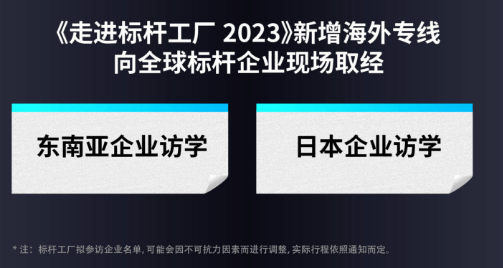 《走进标杆工厂 2023》新增海外专线
向全球标杆企业现场取经
东南亚企业访学
日本企业访学
* 注：标杆工厂拟参访企业名单，可能会因不可抗力因素而进行调整，实际行程依照通知而定。